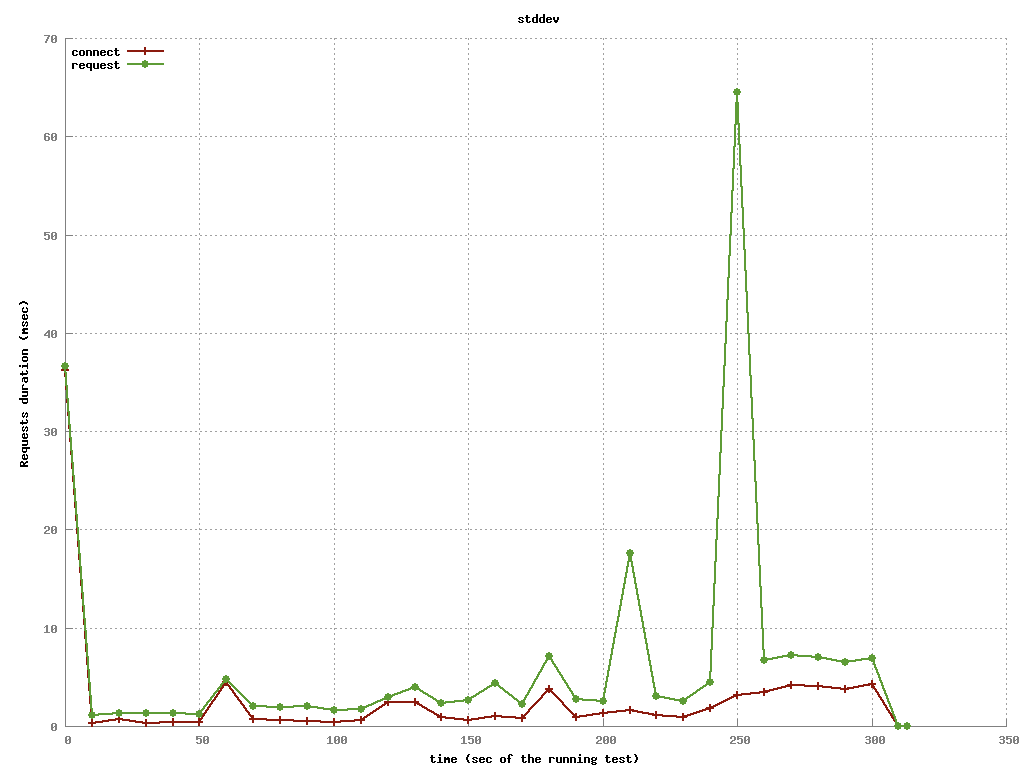 stddev
connect
request
70
60
50
40
30
20
10
0
Requests duration (msec)
0 50 100 150 200 250 300 350
time (sec of the running test)